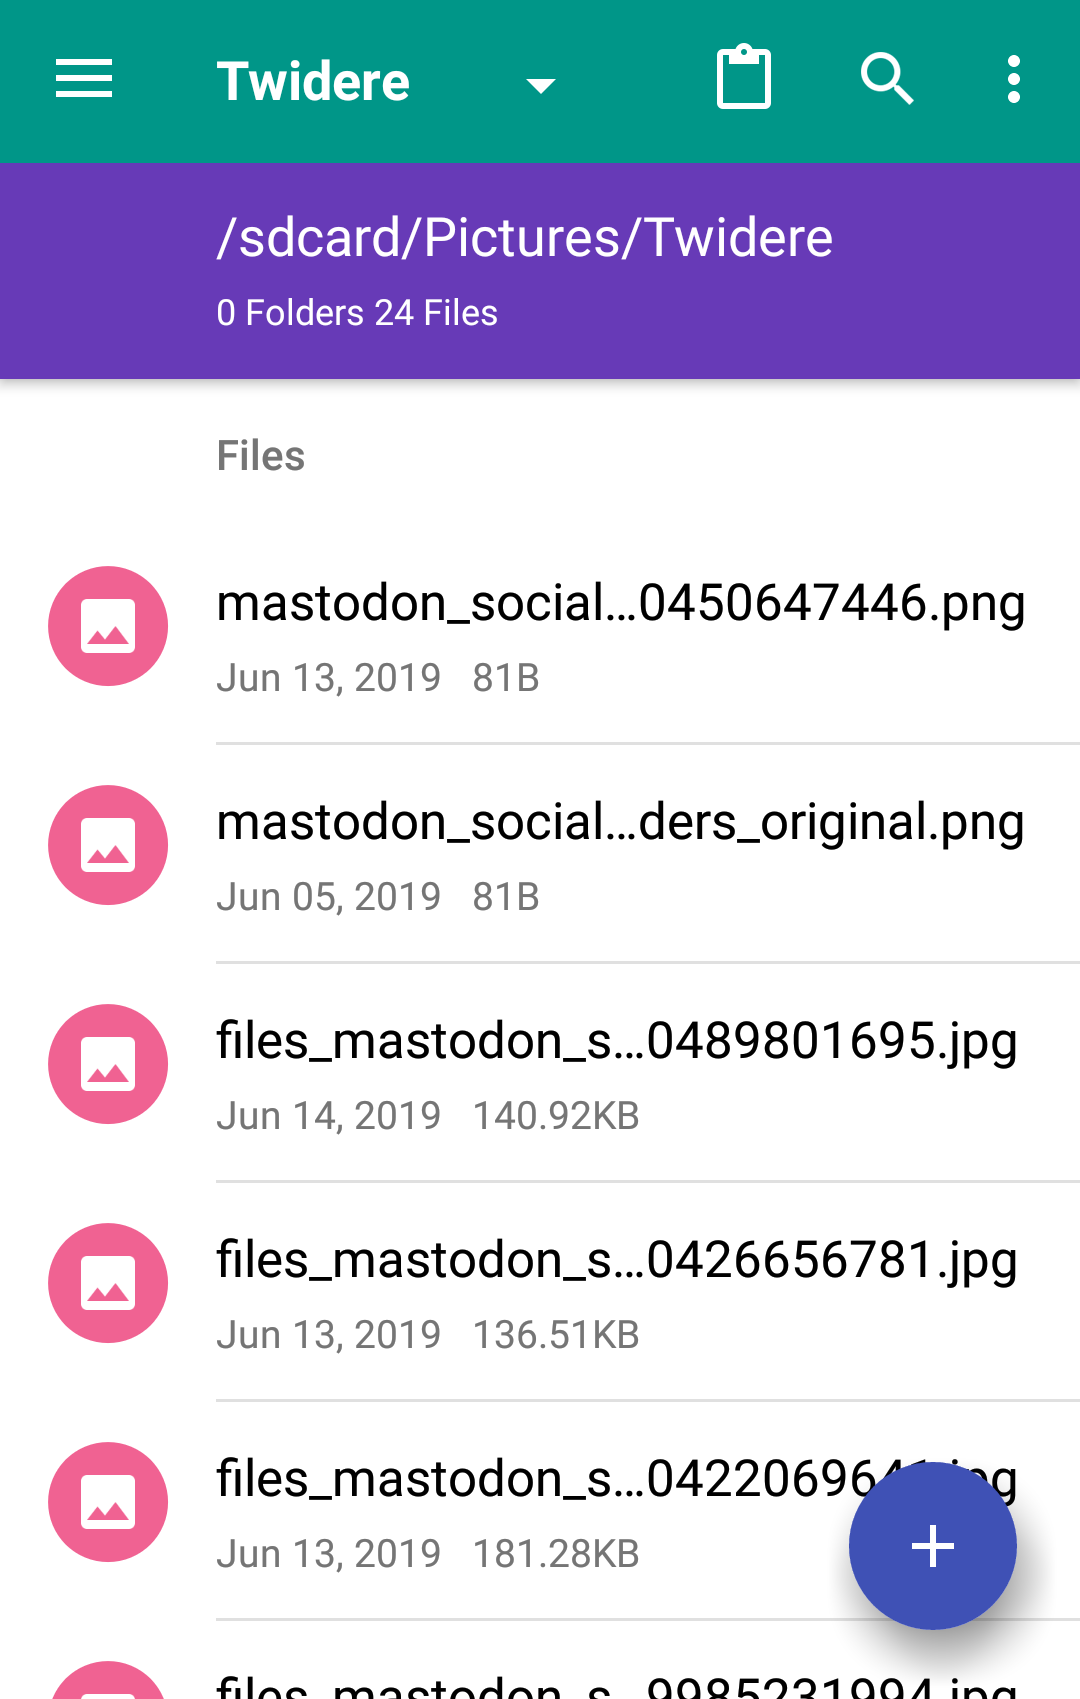 Twidere
/sdcard/Pictures/Twidere
0 Folders 24 Files
Files
mastodon_social...0450647446.png
Jun 13, 2019 81B
mastodon_social...ders_original.png
Jun 05, 2019 81B
files_mastodon_s...0489801695.jpg
Jun 14, 2019 140.92KB
files_mastodon_s...0426656781.jpg
Jun 13, 2019 136.51KB
files_mastodon_s...0422069641.jpg
Jun 13, 2019 181.28KB
files_mastodon_s...9985231994.jpg